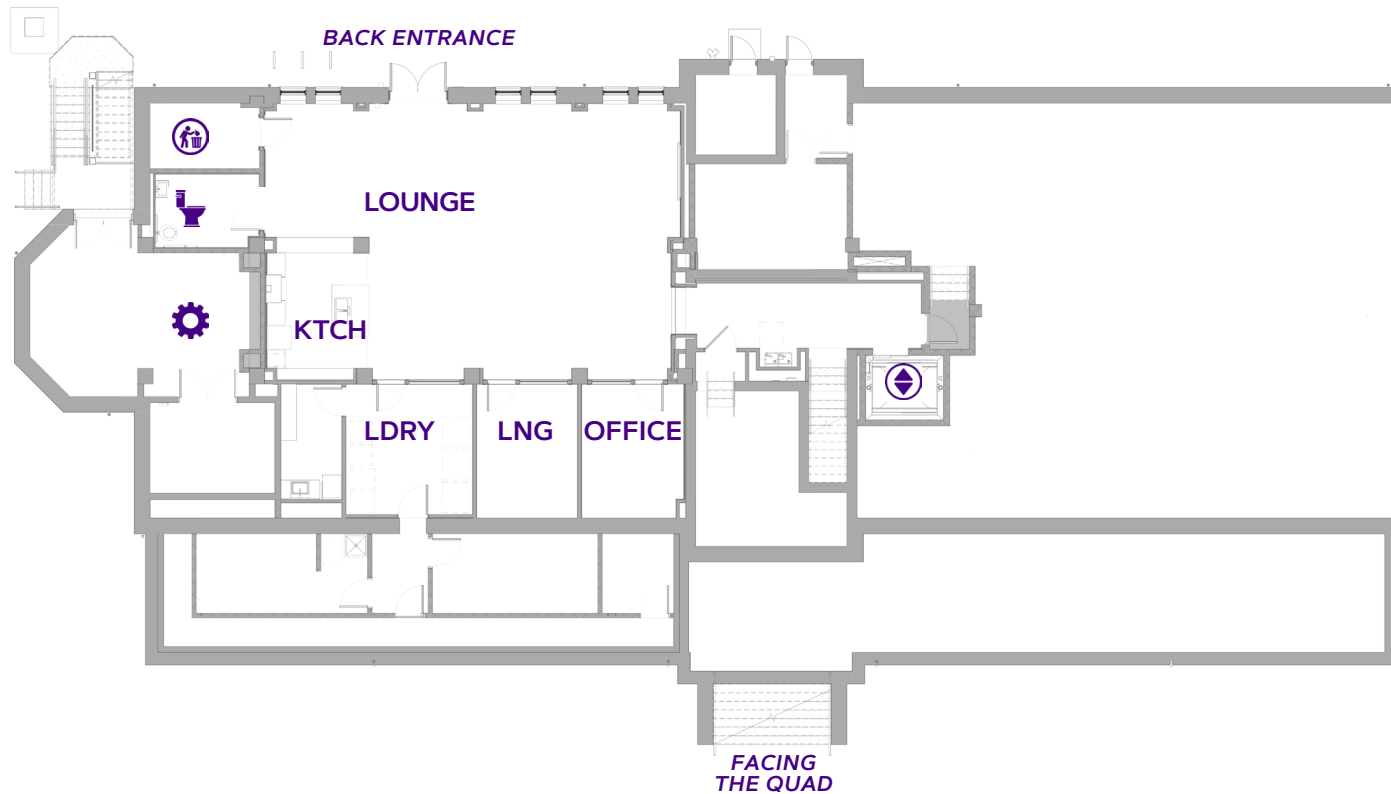 BACK ENTRANCE
LOUNGE
KTCH
LDRY
LNG
OFFICE
FACING
THE QUAD